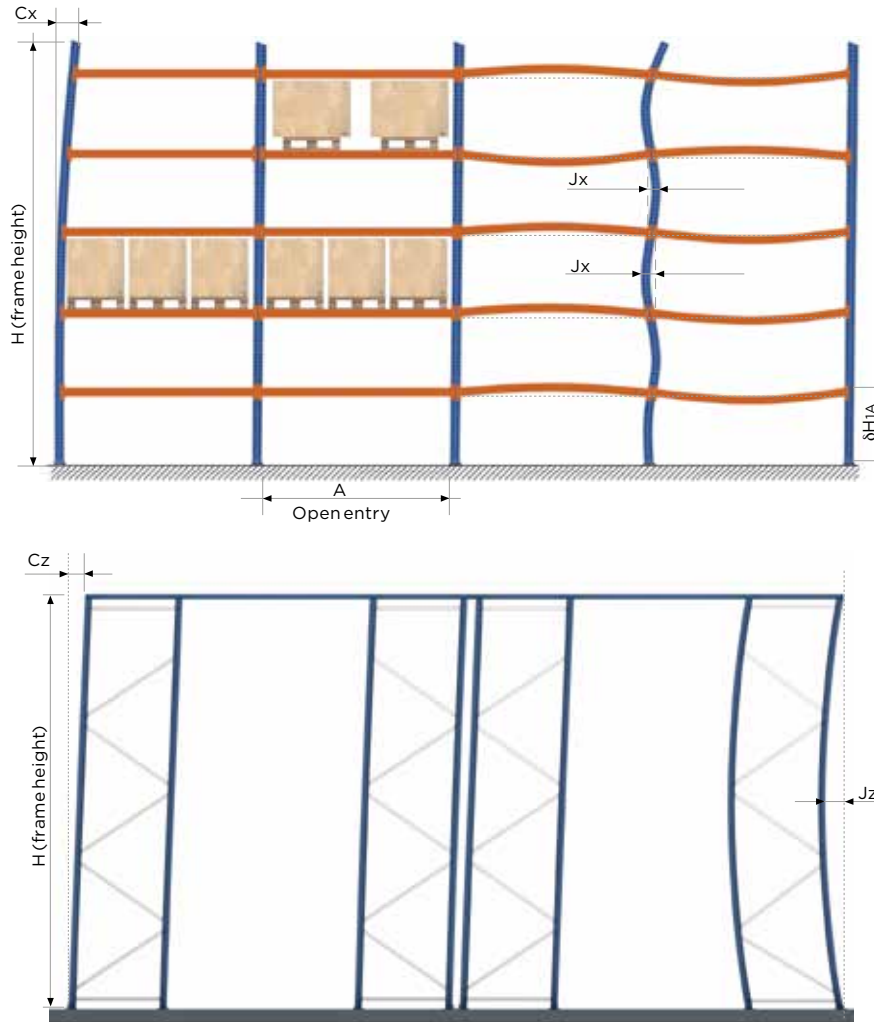 Cx
H (frame height)
Jx
Jx
δH1A
A
Open entry
Cz
H (frame height)
Jz